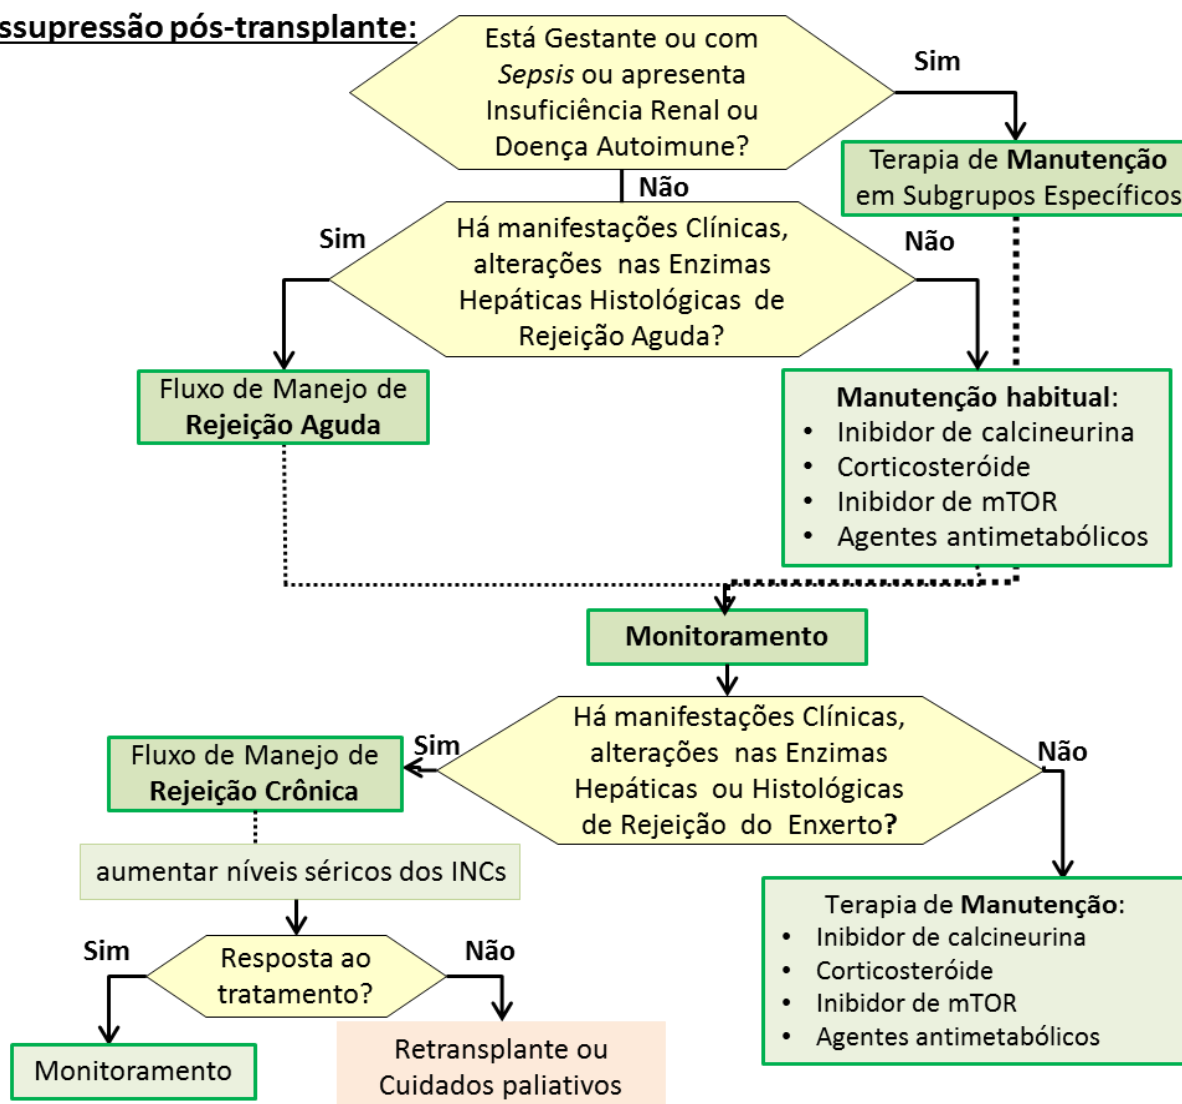 ssupressão pós-transplante:
Está Gestante ou com
Sepsis ou apresenta
Insuficiência Renal ou
Doença Autoimune?
Sim
Terapia de Manutenção
em Subgrupos Específicos
Não
Há manifestações Clínicas,
alterações nas Enzimas
Hepáticas Histológicas de
Rejeição Aguda?
Sim
Não
Fluxo de Manejo de
Rejeição Aguda
Manutenção habitual:
• Inibidor de calcineurina
• Corticosteróide
• Inibidor de mTOR
• Agentes antimetabólicos
Monitoramento
Há manifestações Clínicas,
alterações nas Enzimas
Hepáticas ou Histológicas
de Rejeição do Enxerto?
Sim
Não
Fluxo de Manejo de
Rejeição Crônica
aumentar níveis séricos dos INCs
Resposta ao
tratamento?
Sim
Não
Monitoramento
Retransplante ou
Cuidados paliativos
Terapia de Manutenção:
• Inibidor de calcineurina
• Corticosteróide
• Inibidor de mTOR
• Agentes antimetabólicos